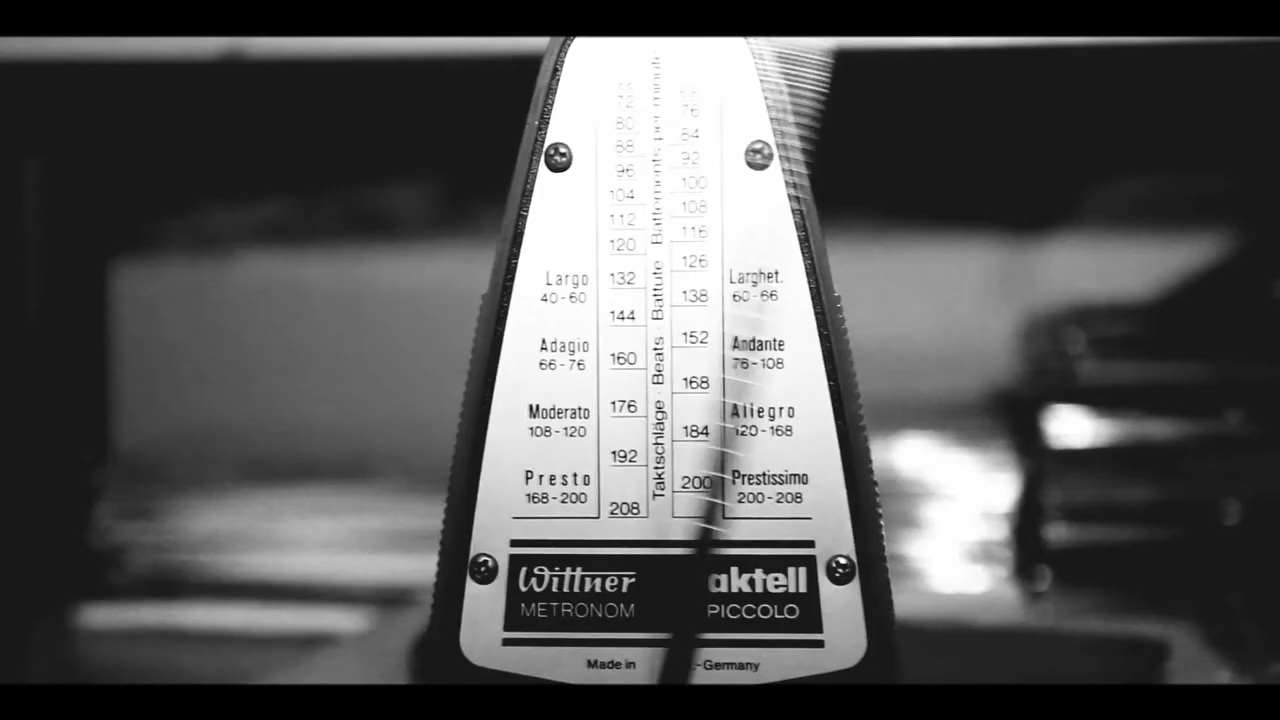 72
76
80
84
88
92
96
100
104
108
112
116
120
126
Largo
40-60
132
Larghet.
60-66
138
144
Adagio
66-76
152
Andante
76-108
160
168
Moderato
108-120
176
Allegro
120-168
184
192
Presto
168-200
200
Prestissimo
200-208
208
Taktschläge · Beats · Battute · Battements per minute
Wittner aktell
METRONOM PICCOLO
Made in .-Germany